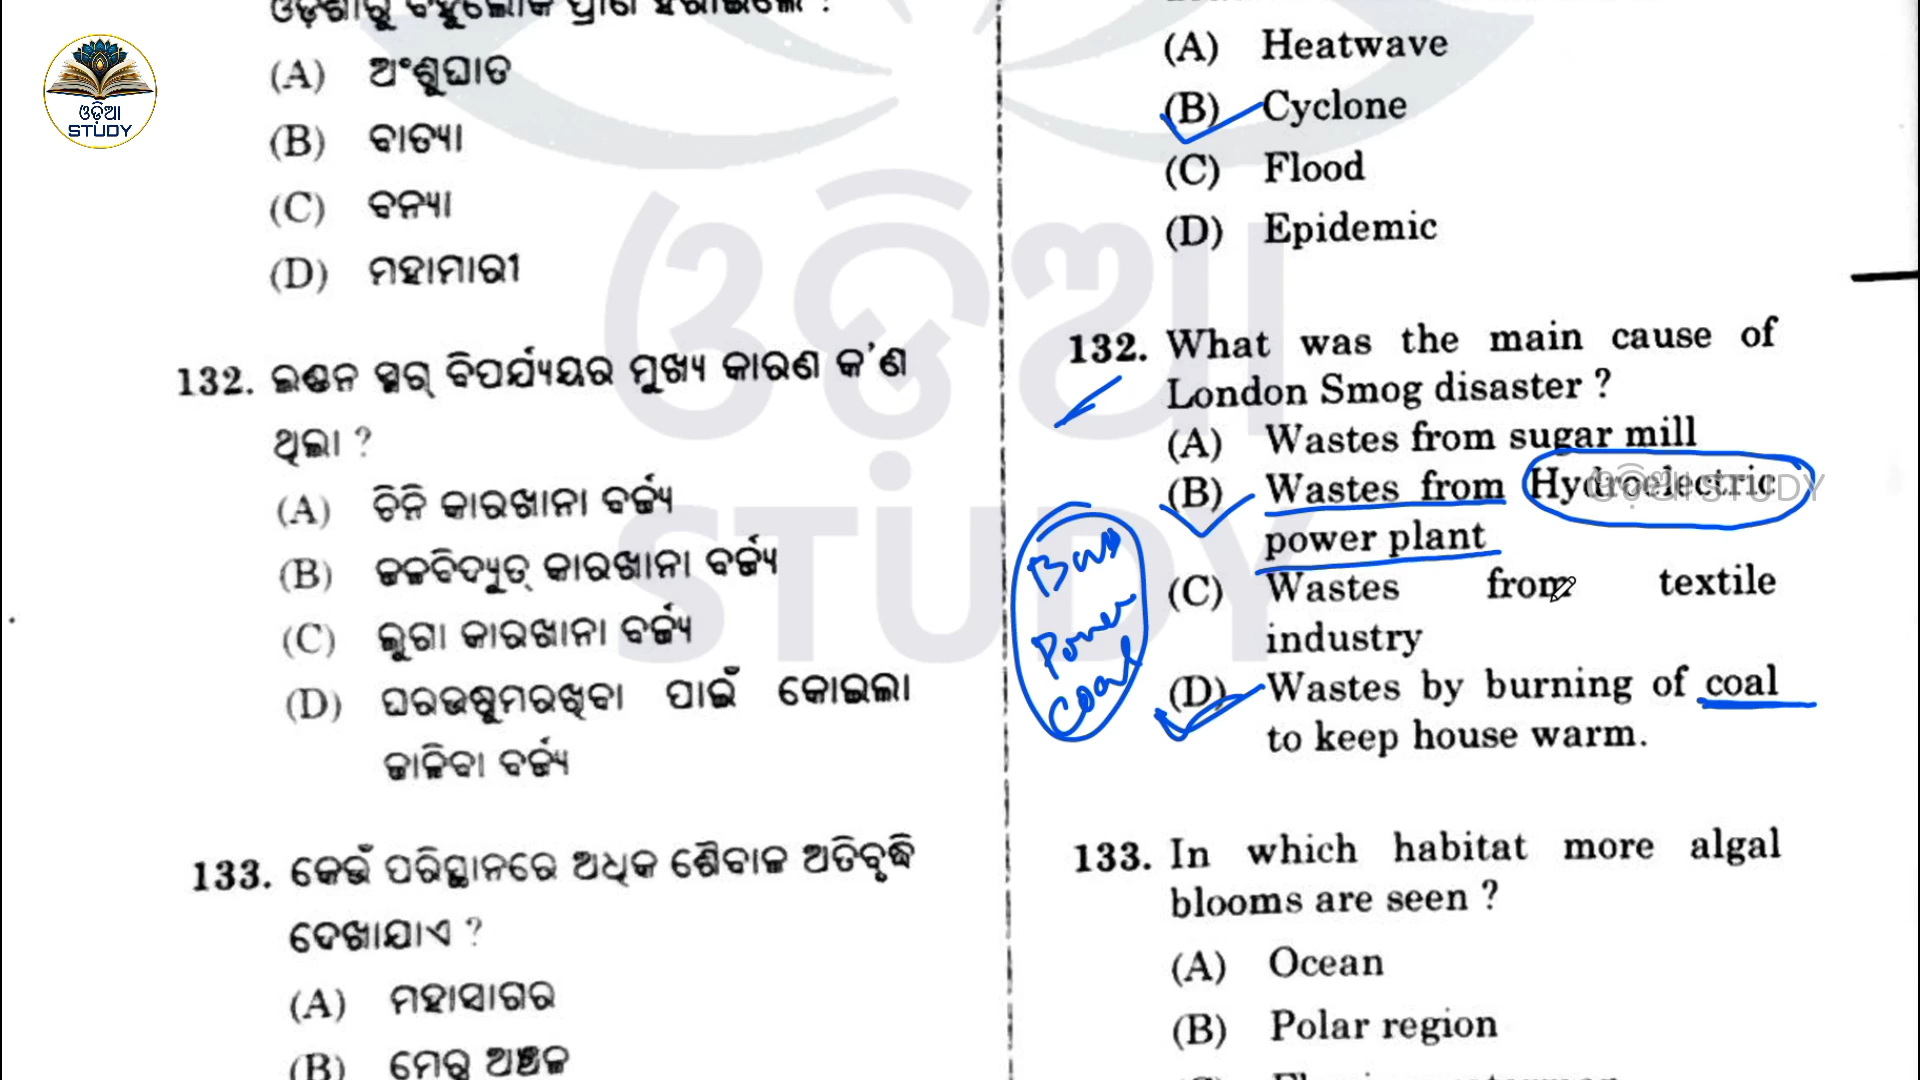 ଓଡ଼ିଆ
STUDY
(A) ଅଂଶୁଘାତ
(B) ବାତ୍ୟା
(C) ବନ୍ୟା
(D) ମହାମାରୀ
132. ଲଣ୍ଡନ ସ୍ମଗ୍ ବିପର୍ଯ୍ୟୟର ମୁଖ୍ୟ କାରଣ କ'ଣ
ଥିଲା ?
(A) ଚିନି କାରଖାନା ବର୍ଜ୍ୟ
(B) ଜଳବିଦ୍ୟୁତ୍ କାରଖାନା ବର୍ଜ୍ୟ
(C) ଲୁଗା କାରଖାନା ବର୍ଜ୍ୟ
(D) ଘରଉଷୁମରଖିବା ପାଇଁ କୋଇଲା
ଜାଳିବା ବର୍ଜ୍ୟ
133. କେଉଁ ପରିସ୍ଥାନରେ ଅଧିକ ଶୈବାଳ ଅତିବୃଦ୍ଧି
ଦେଖାଯାଏ ?
(A) ମହାସାଗର
(B) ମେରୁ ଅଞ୍ଚଳ
(A) Heatwave
(B) Cyclone
(C) Flood
(D) Epidemic
132. What was the main cause of
London Smog disaster ?
(A) Wastes from sugar mill
(B) Wastes from Hydroelectric
power plant
(C) Wastes from textile
industry
(D) Wastes by burning of coal
to keep house warm.
Power
Coal
133. In which habitat more algal
blooms are seen ?
(A) Ocean
(B) Polar region
ଓଡ଼ିଆ STUDY
ଓଡ଼ିଆ
STUDY